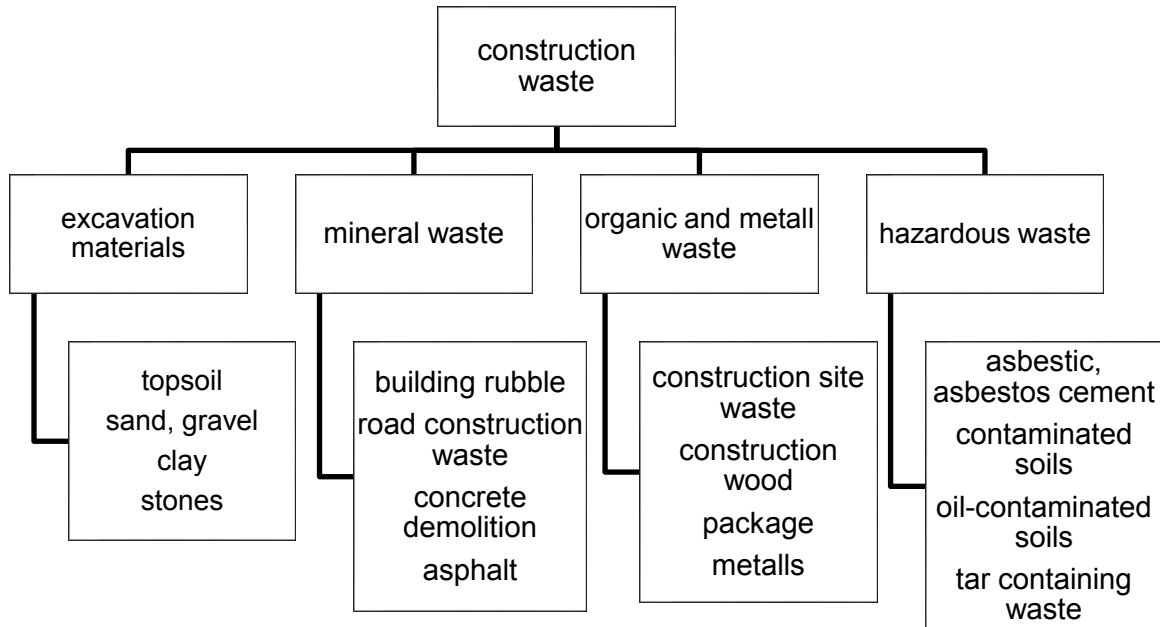 construction
waste
excavation
materials
mineral waste
organic and metall
waste
hazardous waste
topsoil
sand, gravel
clay
stones
building rubble
road construction
waste
concrete
demolition
asphalt
construction site
waste
construction
wood
package
metalls
asbestic,
asbestos cement
contaminated
soils
oil-contaminated
soils
tar containing
waste